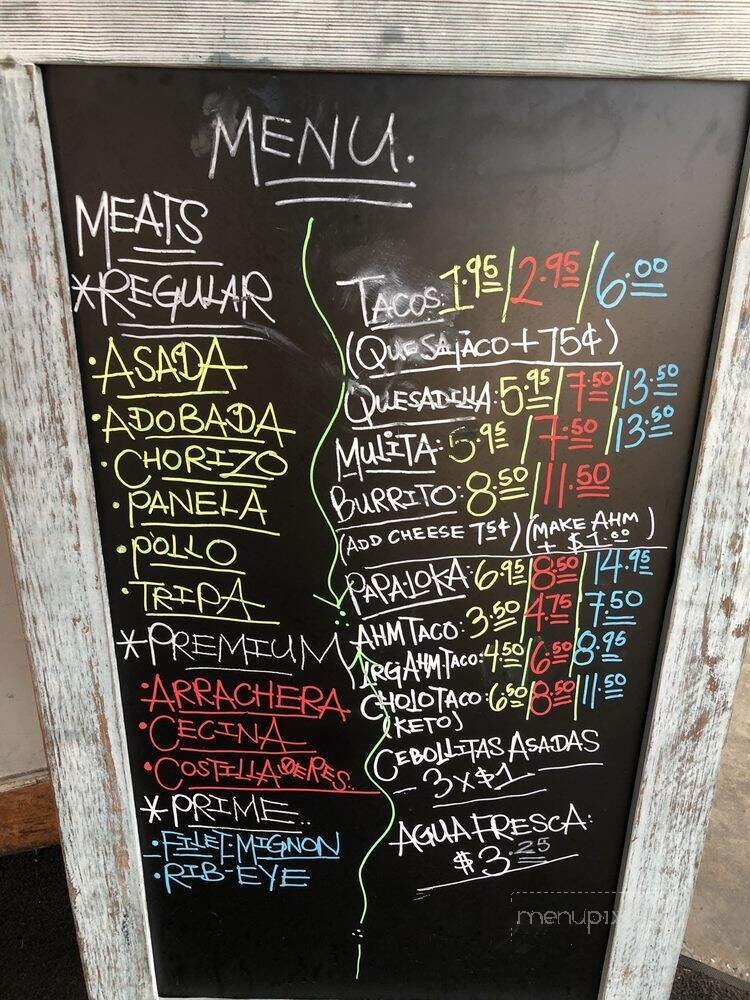 MENU.
MEATS
*REGULAR
• ASADA
• ADOBADA
• CHORIZO
• PANELA
• POLLO
• TRIPA
*PREMIUM
• ARRACHERA
• CECINA
• COSTILLA
*PRIME..
• FILET-MIGNON
• RIB-EYE
TACOS: 1.95/2.95/6.00
(QUESATACO + 75¢)
QUESADILLA: 5.95/7.50/13.50
MULITA: 5.95/7.50/13.50
BURRITO: 8.50/11.50
(ADD CHEESE 75¢) (MAKE AHM
+ $1.00)
PAPALOKA: 6.95/8.50/14.95
AHM TACO: 3.50/4.75/7.50
LRG AHM TACO: 4.50/6.50/8.95
CHOLO TACO: 6.50/8.50/11.50
(KETO)
CEBOLLITAS ASADAS
3 x $1
AGUA FRESCA:
$3.25
menupix